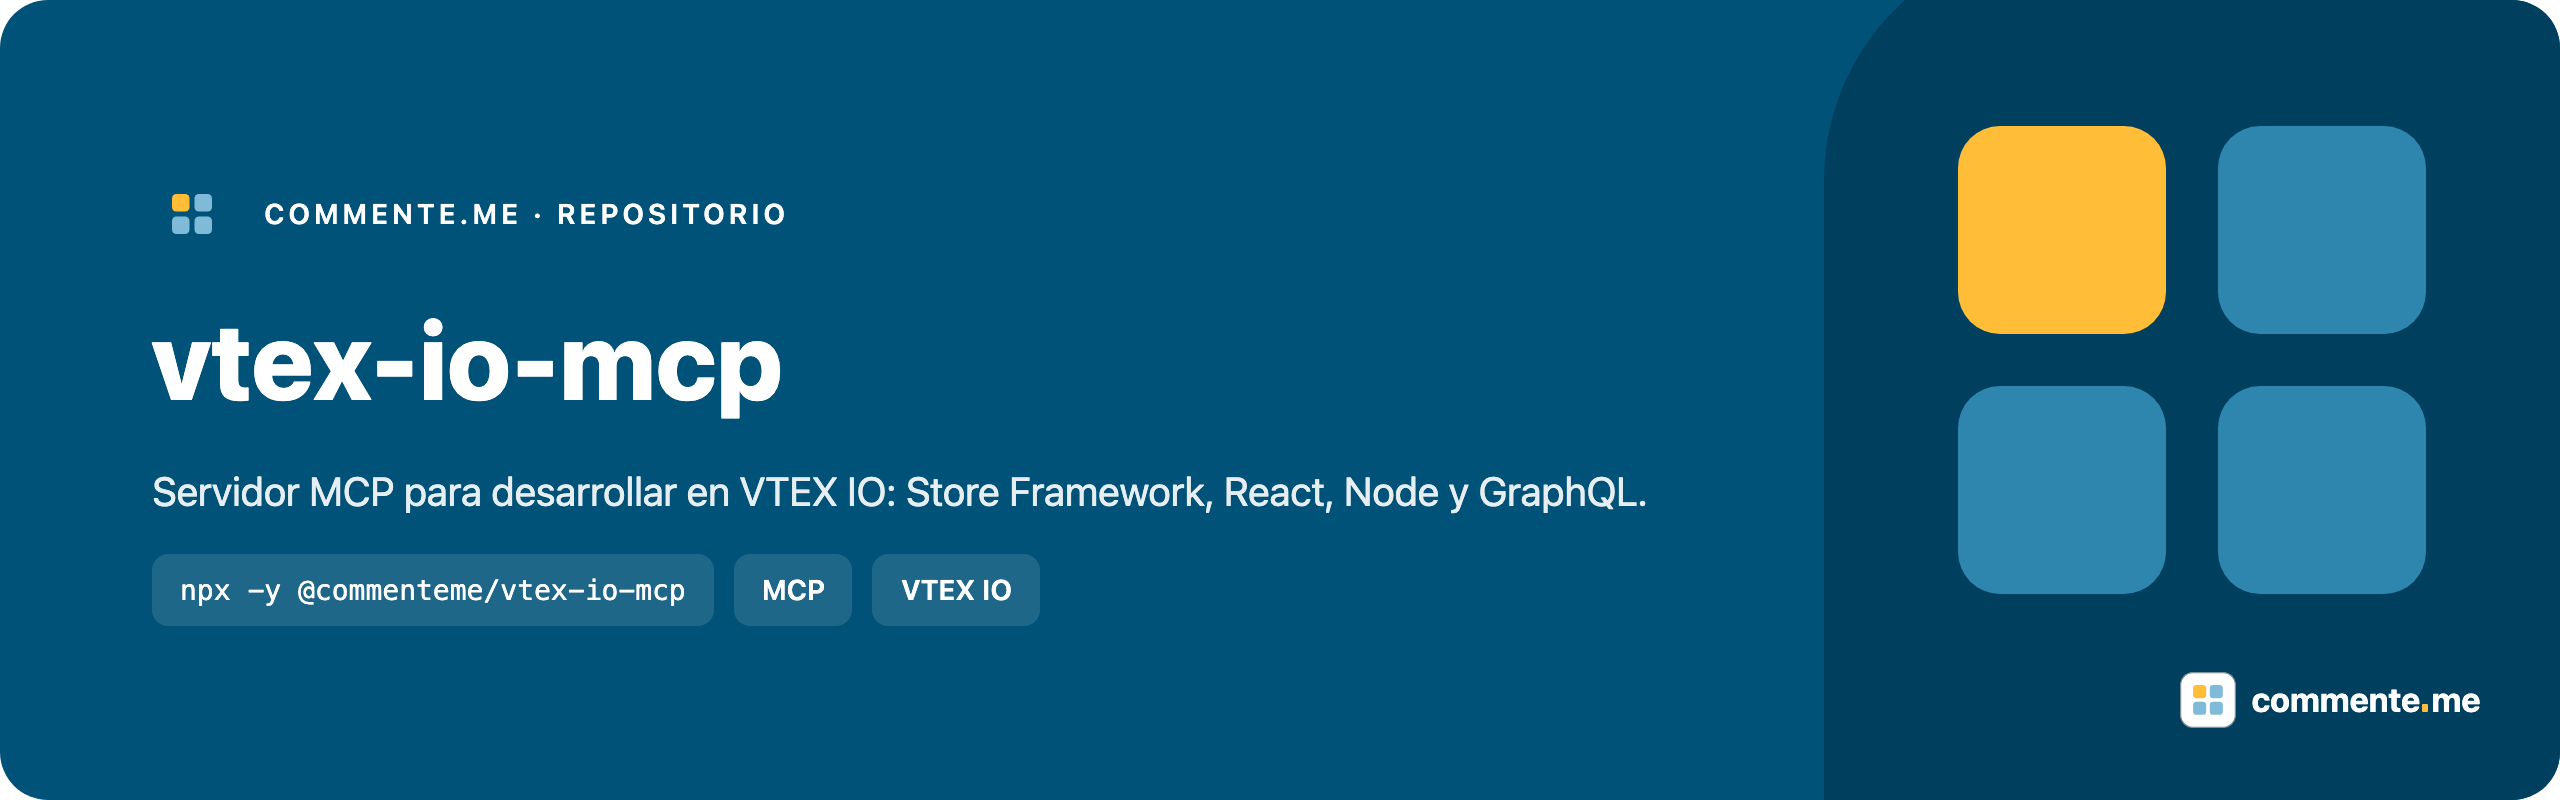 COMMENTE.ME · REPOSITORIO
vtex-io-mcp
Servidor MCP para desarrollar en VTEX IO: Store Framework, React, Node y GraphQL.
npx -y @commenteme/vtex-io-mcp MCP VTEX IO
commente.me